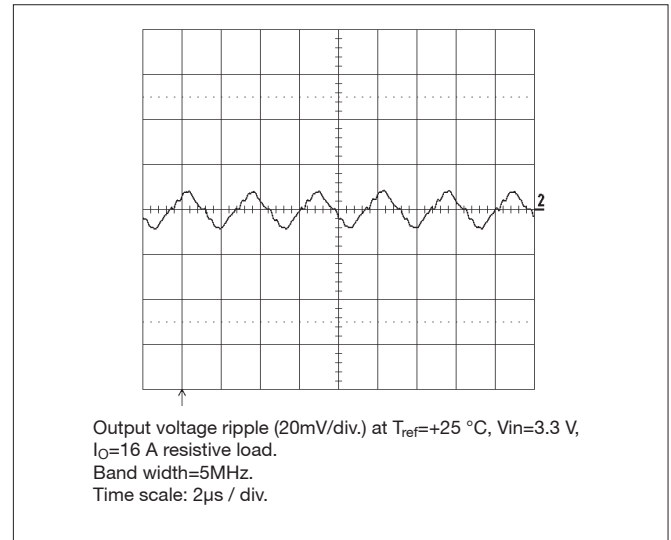 2
Output voltage ripple (20mV/div.) at Tref=+25 °C, Vin=3.3 V,
IO=16 A resistive load.
Band width=5MHz.
Time scale: 2µs / div.